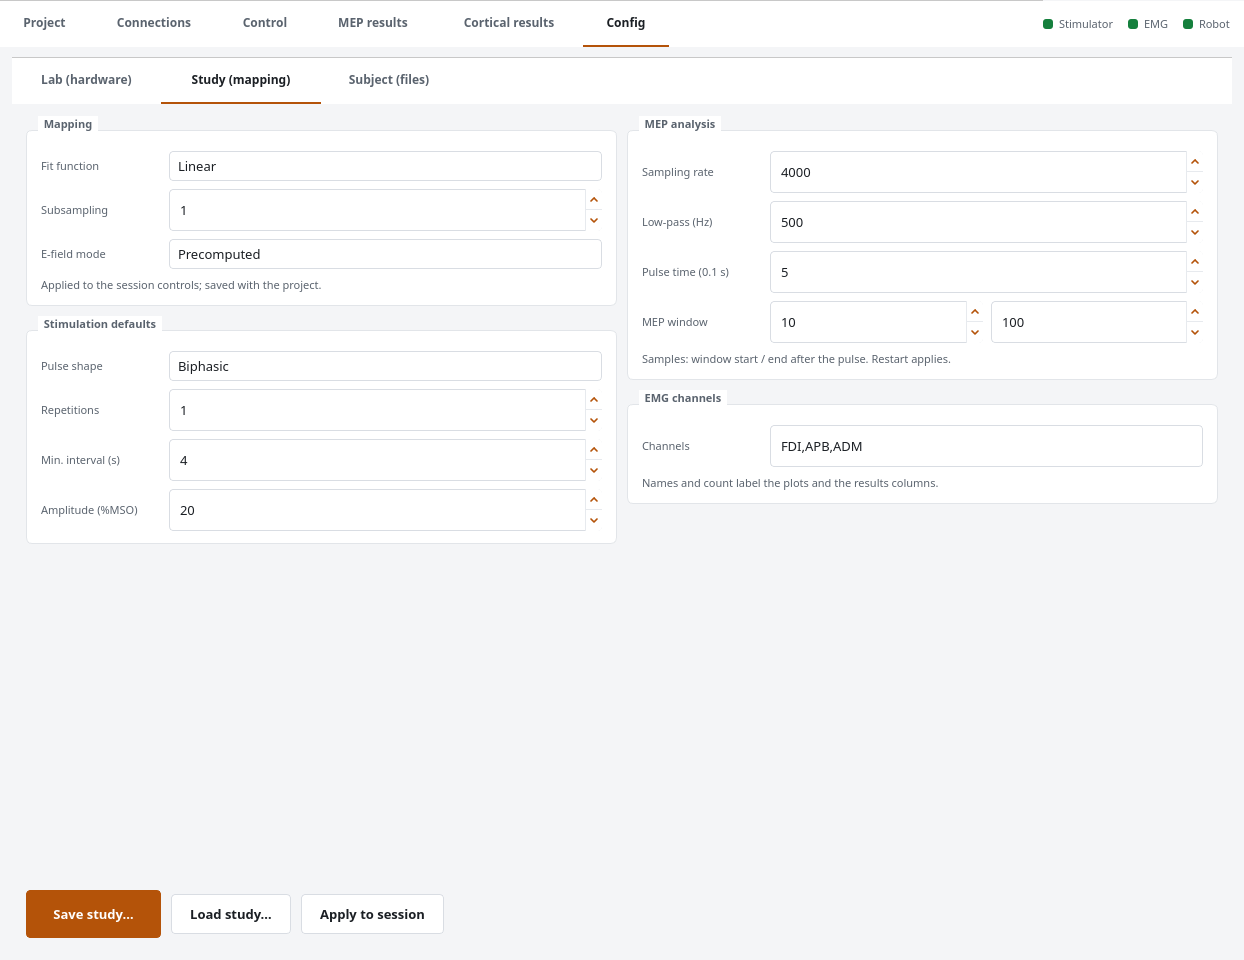 Project
Connections
Control
MEP results
Cortical results
Config
Stimulator
EMG
Robot
Lab (hardware)
Study (mapping)
Subject (files)
Mapping
Fit function
Linear
Subsampling
1
E-field mode
Precomputed
Applied to the session controls; saved with the project.
Stimulation defaults
Pulse shape
Biphasic
Repetitions
1
Min. interval (s)
4
Amplitude (%MSO)
20
MEP analysis
Sampling rate
4000
Low-pass (Hz)
500
Pulse time (0.1 s)
5
MEP window
10
100
Samples: window start / end after the pulse. Restart applies.
EMG channels
Channels
FDI,APB,ADM
Names and count label the plots and the results columns.
Save study...
Load study...
Apply to session